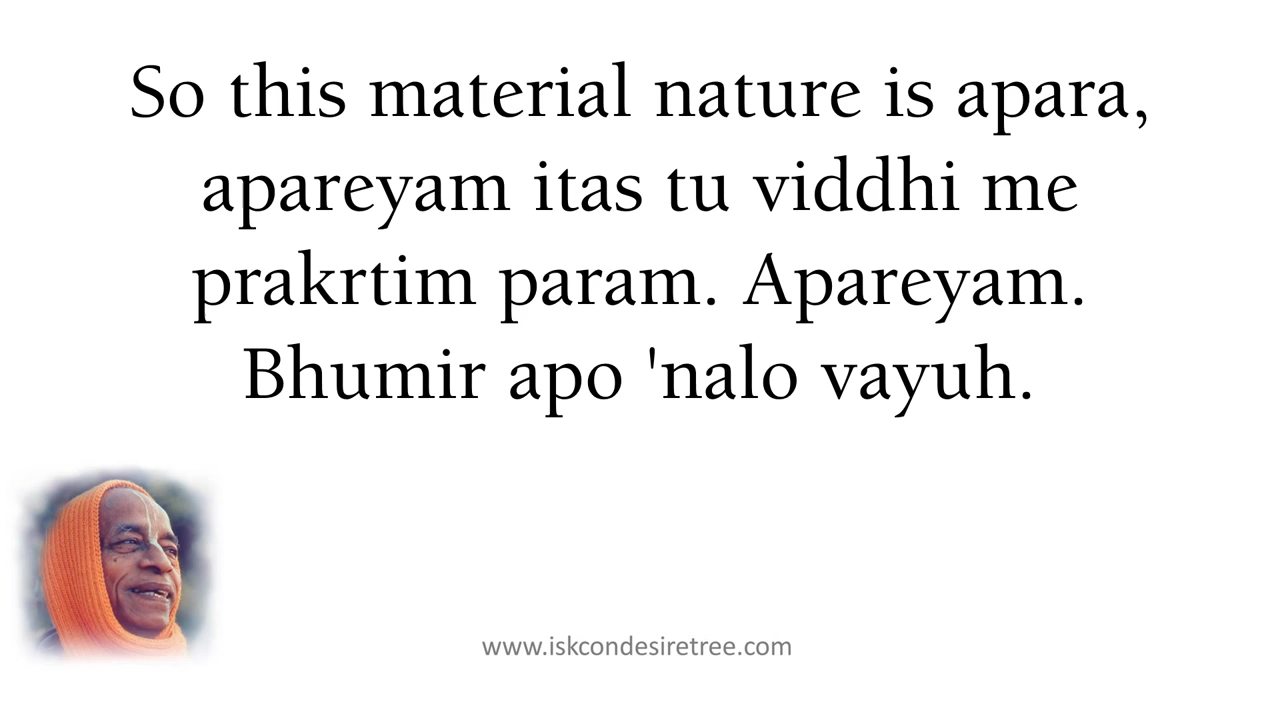 So this material nature is apara,
apareyam itas tu viddhi me
prakrtim param. Apareyam.
Bhumir apo 'nalo vayuh.
www.iskcondesiretree.com